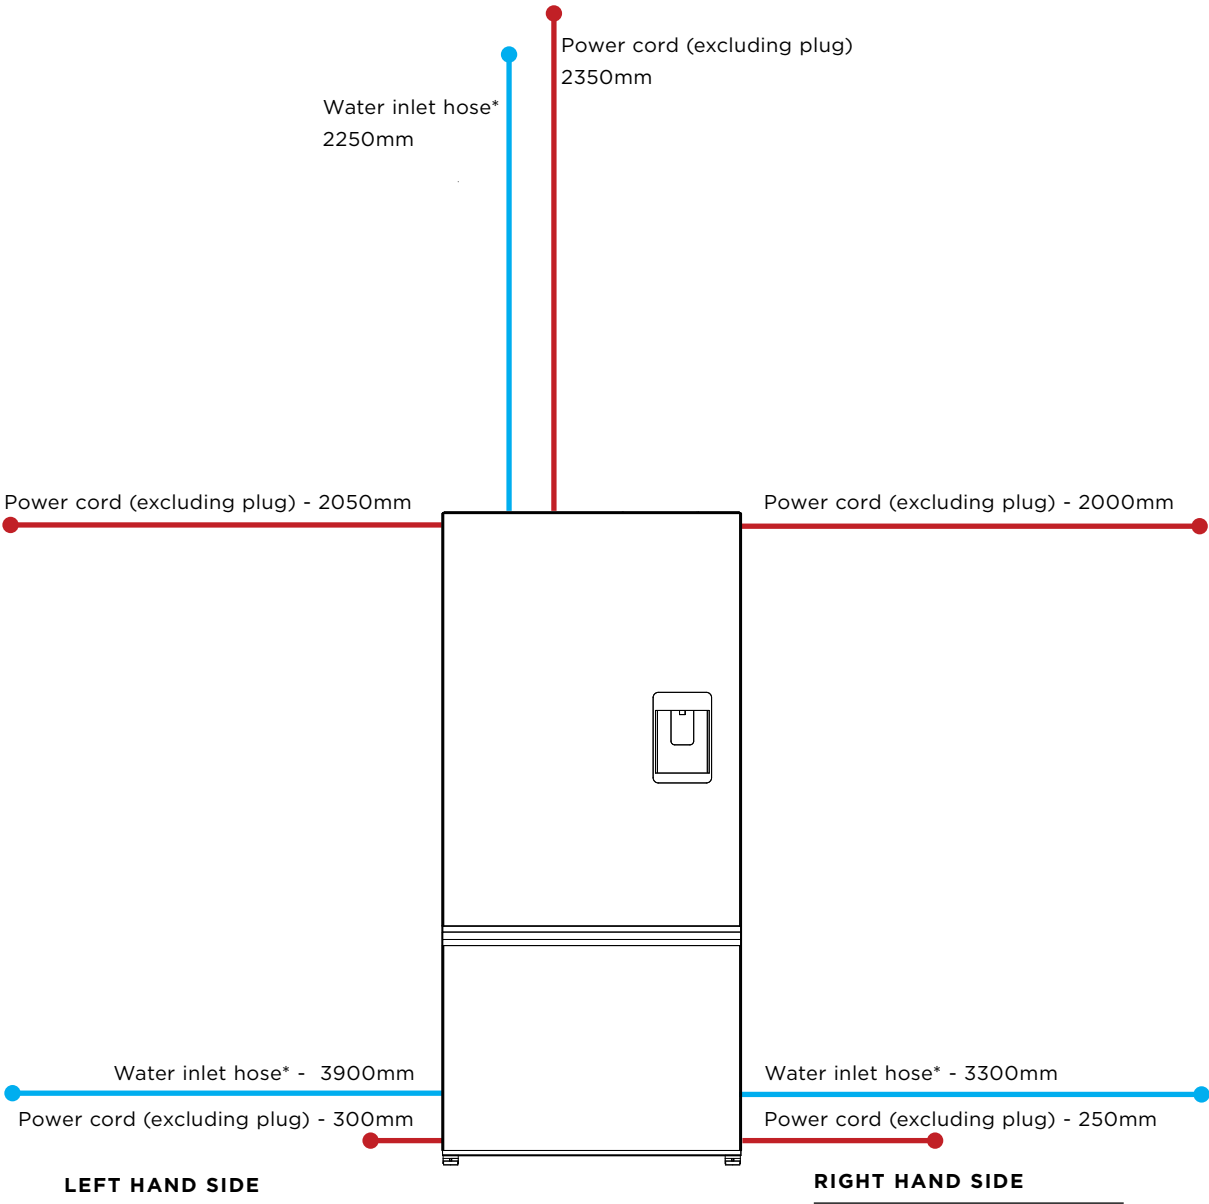 Power cord (excluding plug)
2350mm
Water inlet hose*
2250mm
Power cord (excluding plug) - 2050mm
Power cord (excluding plug) - 2000mm
Water inlet hose* - 3900mm
Water inlet hose* - 3300mm
Power cord (excluding plug) - 300mm
Power cord (excluding plug) - 250mm
LEFT HAND SIDE
RIGHT HAND SIDE